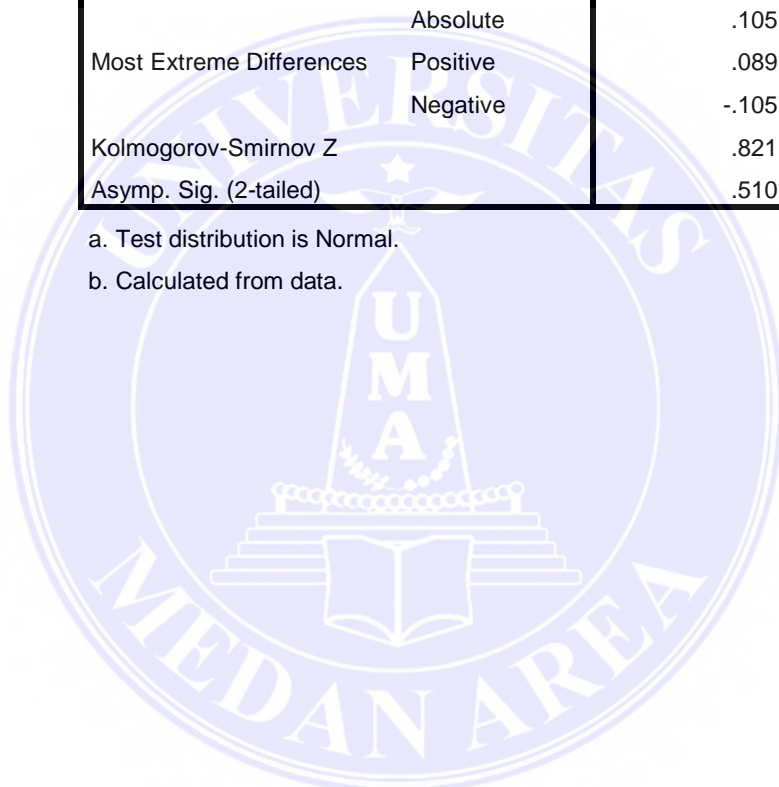 Absolute .105
Most Extreme Differences Positive .089
Negative -.105
Kolmogorov-Smirnov Z .821
Asymp. Sig. (2-tailed) .510
a. Test distribution is Normal.
b. Calculated from data.
UNIVERSITAS
UMA
MEDAN AREA